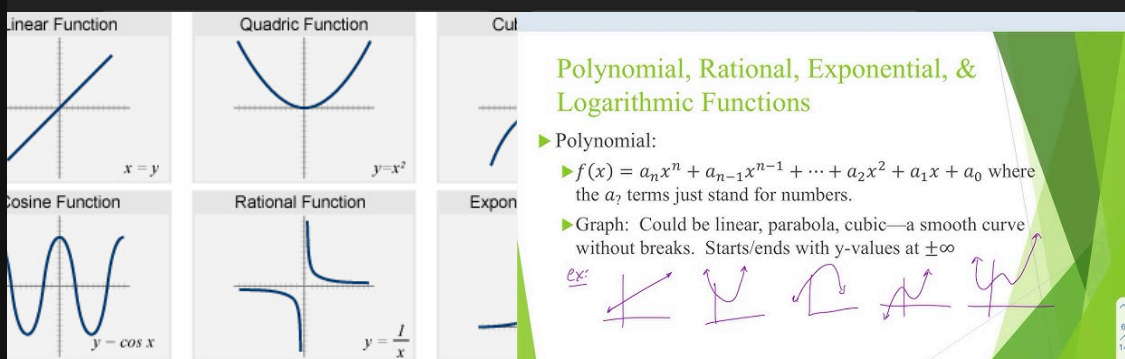 Linear Function
Quadric Function
x = y
y=x²
Cosine Function
Rational Function
Expon
y = cos x
y = 1/x
Polynomial, Rational, Exponential, &
Logarithmic Functions
Polynomial:
f(x) = aₙxⁿ + aₙ₋₁xⁿ⁻¹ + ⋯ + a₂x² + a₁x + a₀ where
the a? terms just stand for numbers.
Graph: Could be linear, parabola, cubic—a smooth curve
without breaks. Starts/ends with y-values at ±∞
ex: